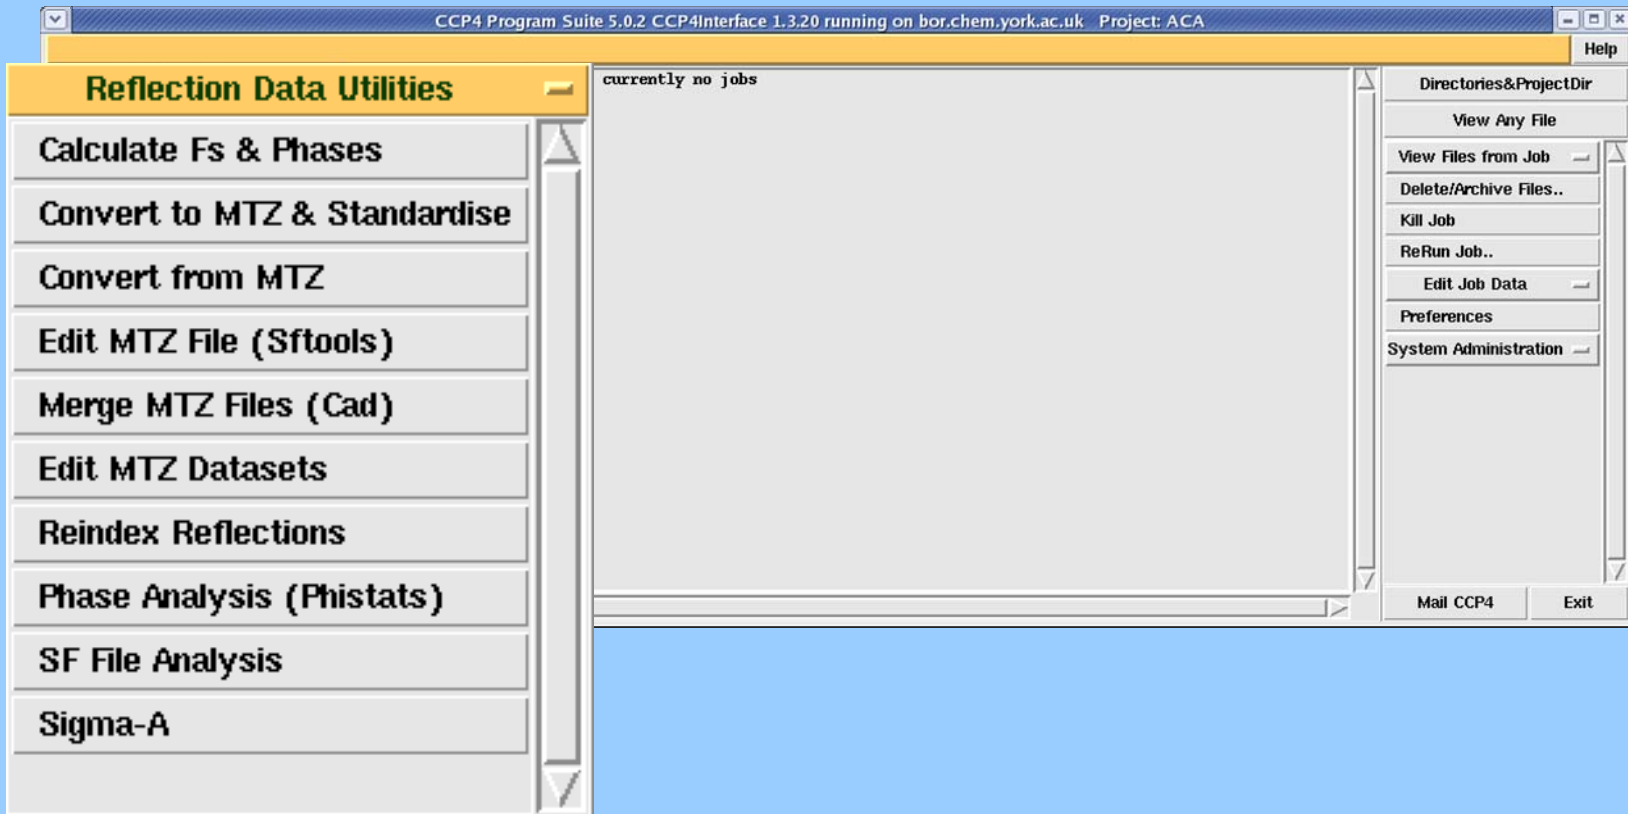 CCP4 Program Suite 5.0.2 CCP4Interface 1.3.20 running on bor.chem.york.ac.uk Project: ACA
Help
Reflection Data Utilities
Calculate Fs & Phases
Convert to MTZ & Standardise
Convert from MTZ
Edit MTZ File (Sftools)
Merge MTZ Files (Cad)
Edit MTZ Datasets
Reindex Reflections
Phase Analysis (Phistats)
SF File Analysis
Sigma-A
currently no jobs
Directories&ProjectDir
View Any File
View Files from Job
Delete/Archive Files..
Kill Job
ReRun Job..
Edit Job Data
Preferences
System Administration
Mail CCP4
Exit